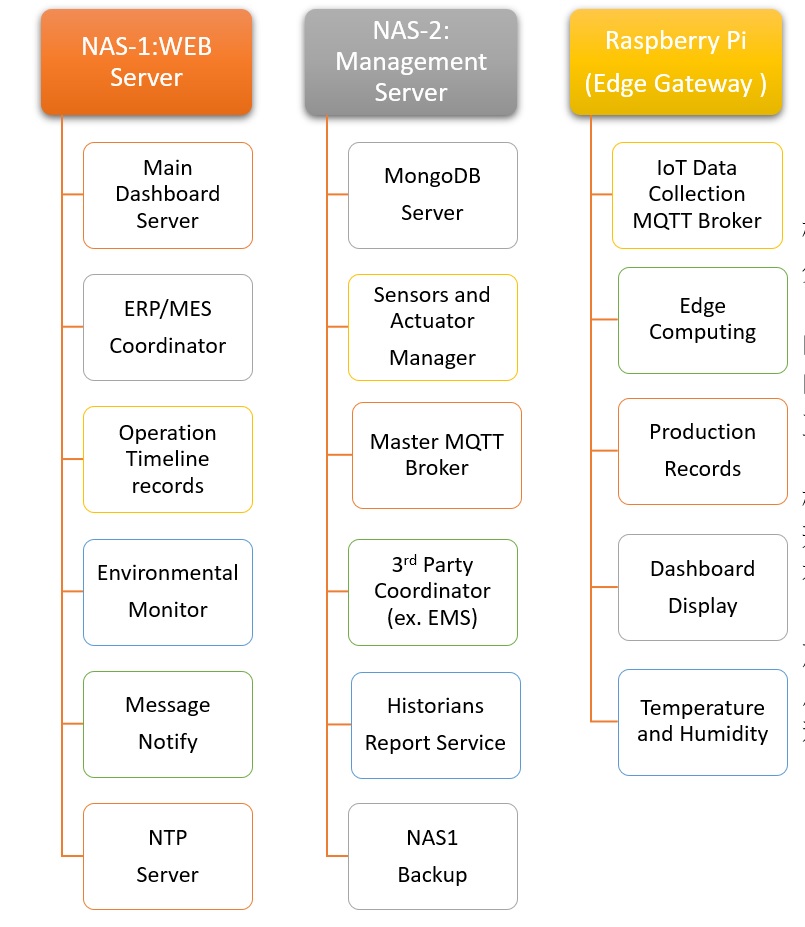 NAS-1:WEB
Server
Main
Dashboard
Server
ERP/MES
Coordinator
Operation
Timeline
records
Environmental
Monitor
Message
Notify
NTP
Server
NAS-2:
Management
Server
MongoDB
Server
Sensors and
Actuator
Manager
Master MQTT
Broker
3rd Party
Coordinator
(ex. EMS)
Historians
Report Service
NAS1
Backup
Raspberry Pi
(Edge Gateway )
IoT Data
Collection
MQTT Broker
Edge
Computing
Production
Records
Dashboard
Display
Temperature
and Humidity